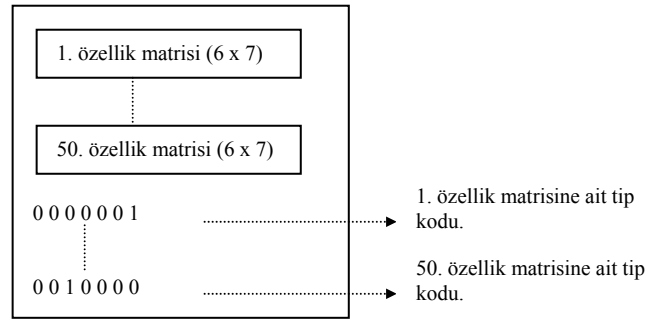 1. özellik matrisi (6 x 7)
50. özellik matrisi (6 x 7)
0 0 0 0 0 0 1
1. özellik matrisine ait tip
kodu.
0 0 1 0 0 0 0
50. özellik matrisine ait tip
kodu.